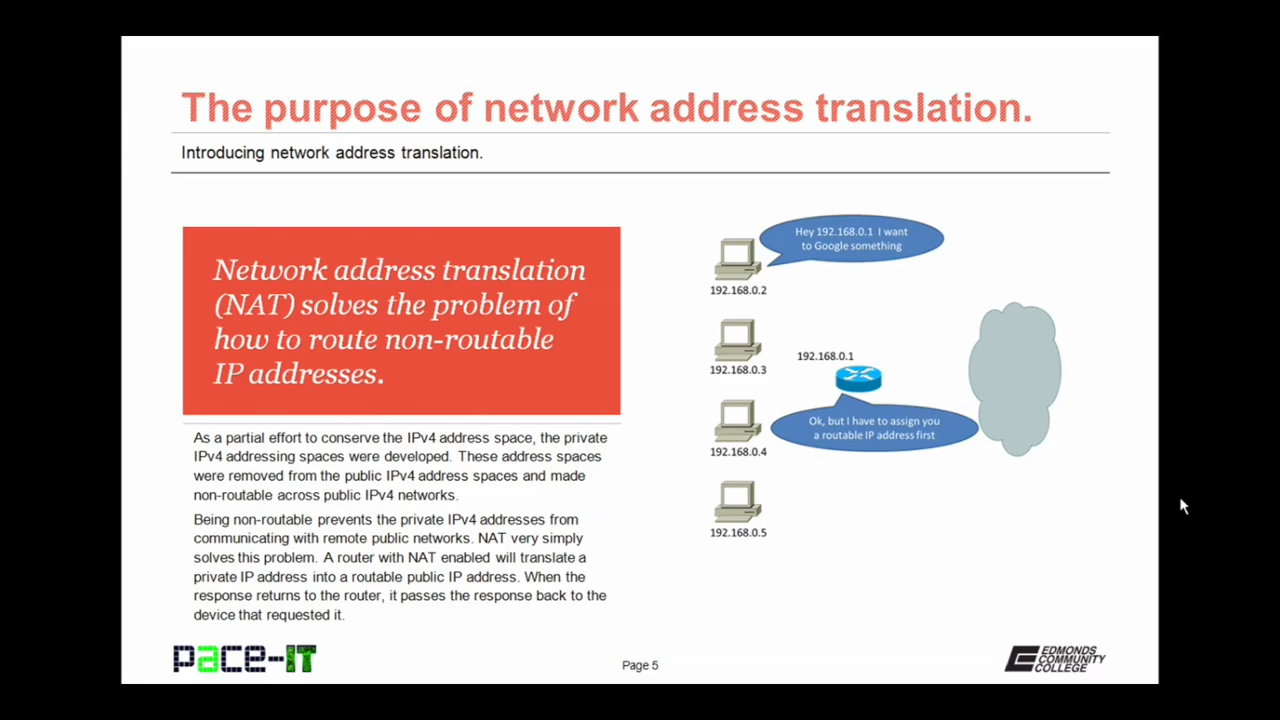 The purpose of network address translation.
Introducing network address translation.
Network address translation
(NAT) solves the problem of
how to route non-routable
IP addresses.
As a partial effort to conserve the IPv4 address space, the private
IPv4 addressing spaces were developed. These address spaces
were removed from the public IPv4 address spaces and made
non-routable across public IPv4 networks.
Being non-routable prevents the private IPv4 addresses from
communicating with remote public networks. NAT very simply
solves this problem. A router with NAT enabled will translate a
private IP address into a routable public IP address. When the
response returns to the router, it passes the response back to the
device that requested it.
Hey 192.168.0.1 I want
to Google something
192.168.0.2
192.168.0.3
192.168.0.1
Ok, but I have to assign you
a routable IP address first
192.168.0.4
192.168.0.5
pace-IT
Page 5
EDMONDS
COMMUNITY
COLLEGE